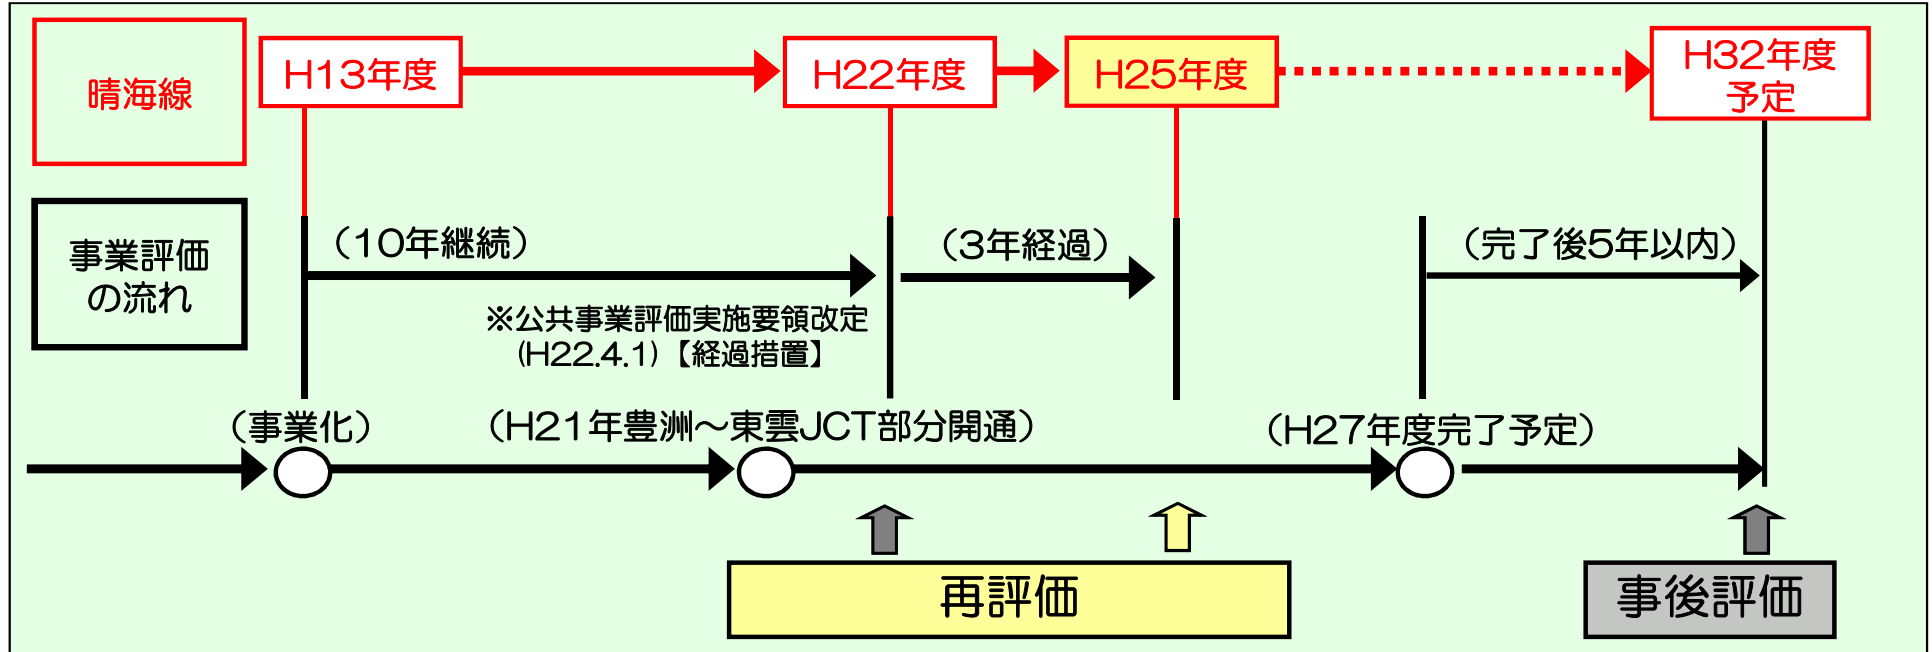 晴海線
H13年度
H22年度
H25年度
H32年度
予定
事業評価
の流れ
（10年継続）
（3年経過）
（完了後5年以内）
※公共事業評価実施要領改定
（H22.4.1）【経過措置】
（事業化）
（H21年豊洲～東雲JCT部分開通）
（H27年度完了予定）
再評価
事後評価